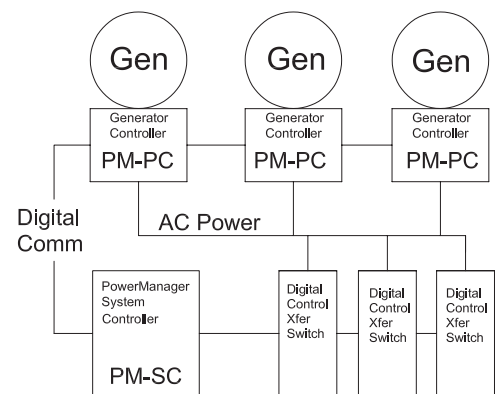 Gen
Gen
Gen
Generator
Controller
PM-PC
Generator
Controller
PM-PC
Generator
Controller
PM-PC
Digital
Comm
AC Power
PowerManager
System
Controller
PM-SC
Digital
Control
Xfer
Switch
Digital
Control
Xfer
Switch
Digital
Control
Xfer
Switch